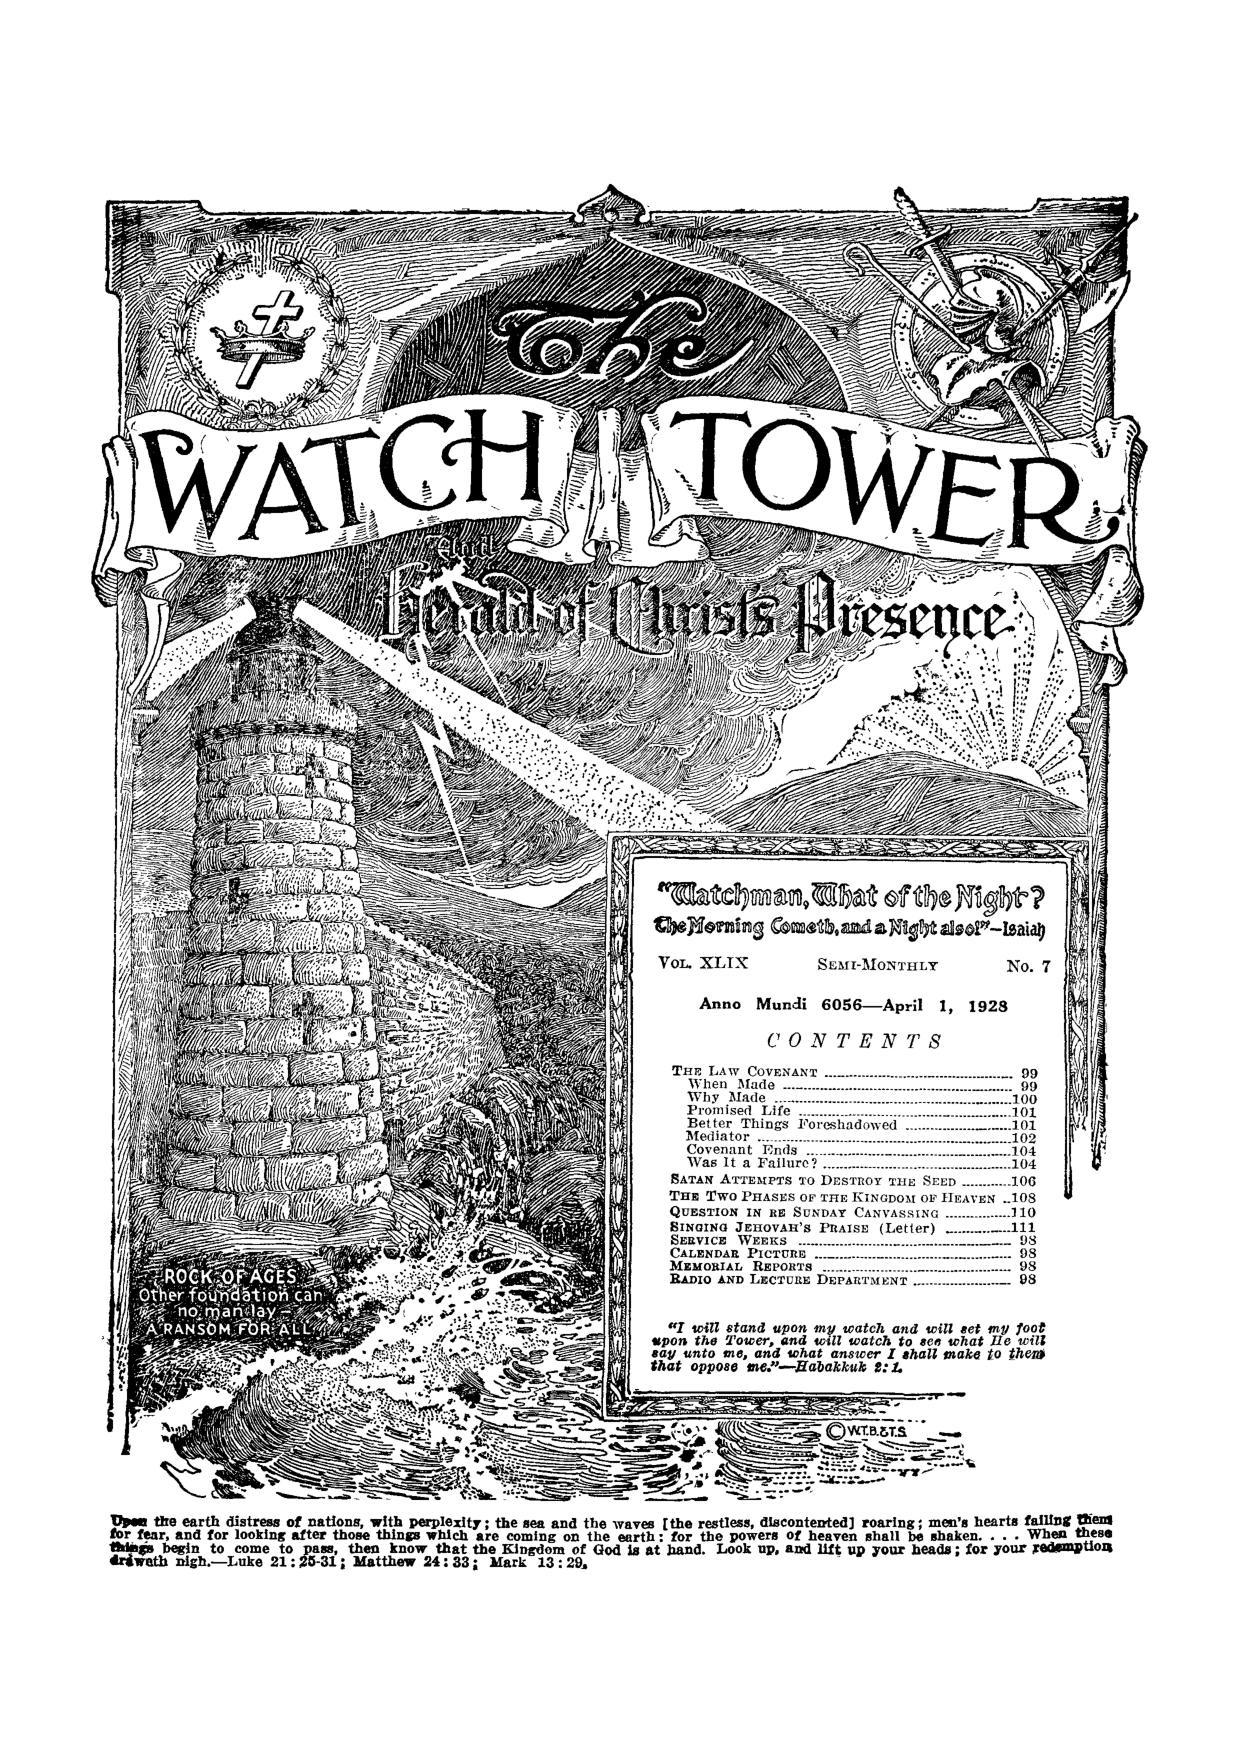 The
WATCH TOWER
And
Herald of Christs Presence
"Watchman, What of the Night?
The Morning Cometh, and a Night also!"—Isaiah
VOL. XLIX SEMI-MONTHLY No. 7
Anno Mundi 6056—April 1, 1928
CONTENTS
THE LAW COVENANT 99
When Made 99
Why Made 100
Promised Life 101
Better Things Foreshadowed 101
Mediator 102
Covenant Ends 104
Was It a Failure? 104
SATAN ATTEMPTS TO DESTROY THE SEED 106
THE TWO PHASES OF THE KINGDOM OF HEAVEN 108
QUESTION IN RE SUNDAY CANVASSING 110
SINGING JEHOVAH'S PRAISE (Letter) 111
SERVICE WEEKS 98
CALENDAR PICTURE 98
MEMORIAL REPORTS 98
RADIO AND LECTURE DEPARTMENT 98
"I will stand upon my watch and will set my foot
upon the Tower, and will watch to see what He will
say unto me, and what answer I shall make to them
that oppose me."—Habakkuk 2:1.
ROCK OF AGES
Other foundation can
no man lay—
A RANSOM FOR ALL
©W.T.B.&T.S.
Upon the earth distress of nations, with perplexity; the sea and the waves [the restless, discontented] roaring; men's hearts failing them
for fear, and for looking after those things which are coming on the earth: for the powers of heaven shall be shaken. . . . When these
things begin to come to pass, then know that the Kingdom of God is at hand. Look up, and lift up your heads; for your redemption
draweth nigh.—Luke 21:25-31; Matthew 24:33; Mark 13:29.